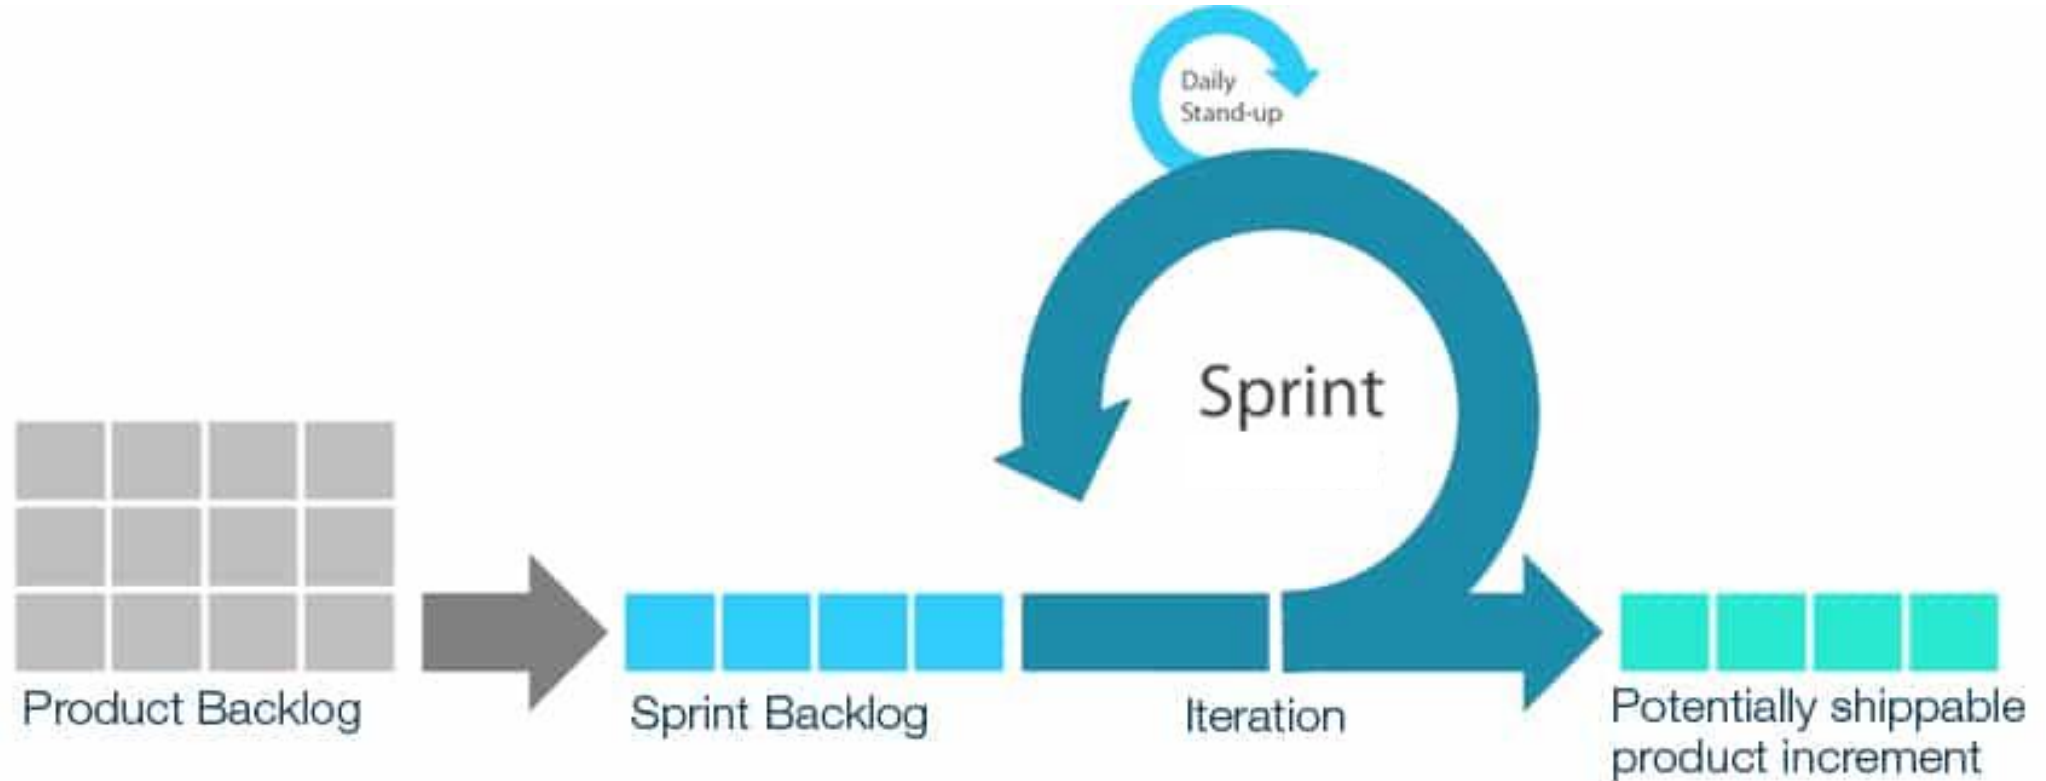 Daily
Stand-up
Sprint
Product Backlog
Sprint Backlog
Iteration
Potentially shippable
product increment